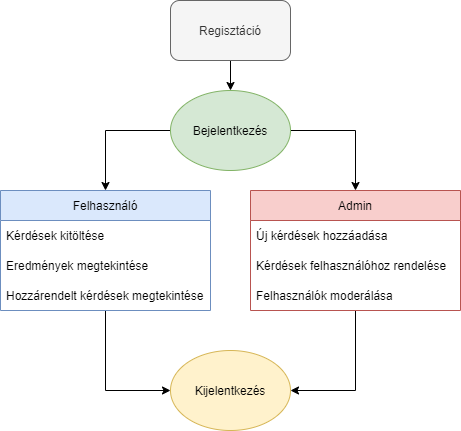 Regisztáció
Bejelentkezés
Felhasználó
Kérdések kitöltése
Eredmények megtekintése
Hozzárendelt kérdések megtekintése
Admin
Új kérdések hozzáadása
Kérdések felhasználóhoz rendelése
Felhasználók moderálása
Kijelentkezés